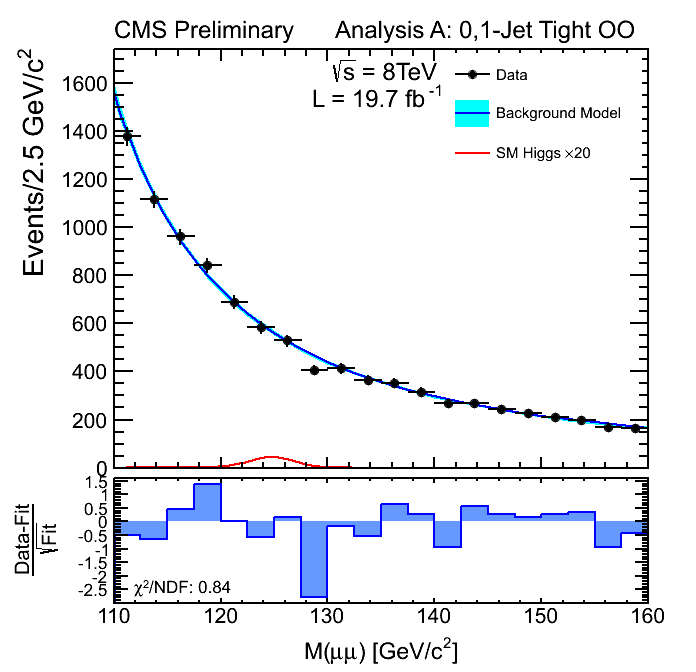 CMS Preliminary Analysis A: 0,1-Jet Tight OO
√s = 8TeV
L = 19.7 fb⁻¹
Data
Background Model
SM Higgs ×20
Events/2.5 GeV/c²
1600
1400
1200
1000
800
600
400
200
0
Data-Fit
√Fit
1.5
1
0.5
0
-0.5
-1
-1.5
-2
-2.5
χ²/NDF: 0.84
110 120 130 140 150 160
M(μμ) [GeV/c²]